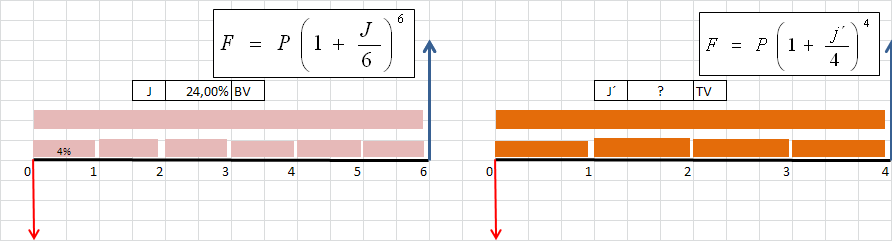 F = P ( 1 + J / 6 ) 6
F = P ( 1 + j´ / 4 ) 4
J 24,00% BV
J´ ? TV
4%
0 1 2 3 4 5 6
0 1 2 3 4